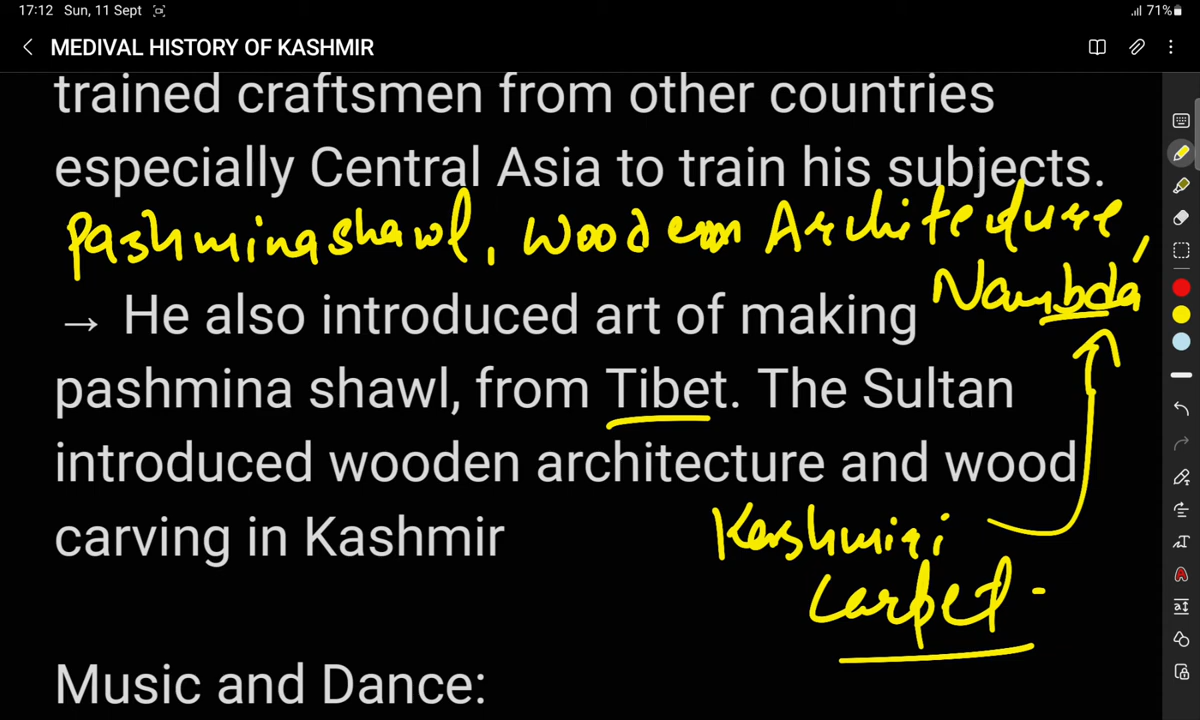 17:12 Sun, 11 Sept 71%
MEDIVAL HISTORY OF KASHMIR
trained craftsmen from other countries
especially Central Asia to train his subjects.
Pashmina shawl, Wooden Architecture,
Nambda
→ He also introduced art of making
pashmina shawl, from Tibet. The Sultan
introduced wooden architecture and wood
carving in Kashmir
Kashmiri
Carpet
Music and Dance: